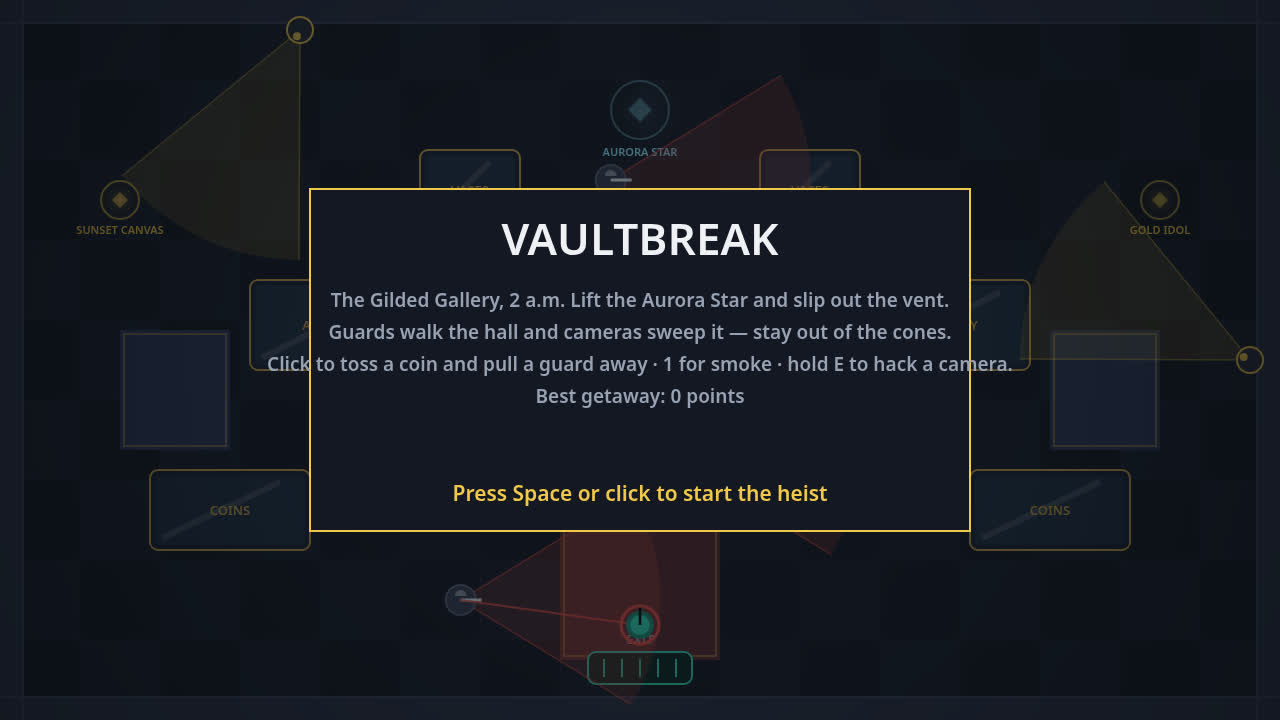 AURORA STAR
SUNSET CANVAS
GOLD IDOL
VAULTBREAK
The Gilded Gallery, 2 a.m. Lift the Aurora Star and slip out the vent.
Guards walk the hall and cameras sweep it — stay out of the cones.
Click to toss a coin and pull a guard away · 1 for smoke · hold E to hack a camera.
Best getaway: 0 points
Press Space or click to start the heist
COINS
COINS